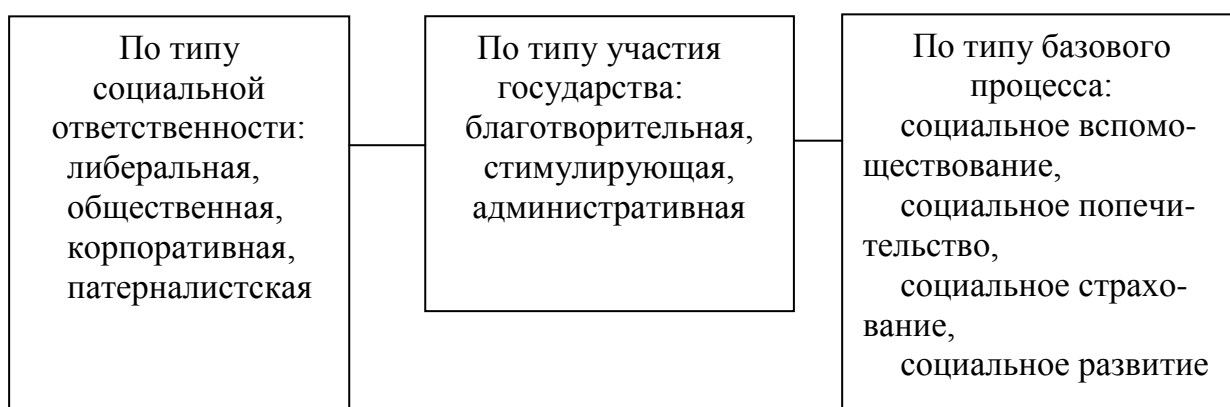 По типу
социальной
ответственности:
либеральная,
общественная,
корпоративная,
патерналистская
По типу участия
государства:
благотворительная,
стимулирующая,
административная
По типу базового
процесса:
социальное вспомо-
ществование,
социальное попечи-
тельство,
социальное страхо-
вание,
социальное развитие